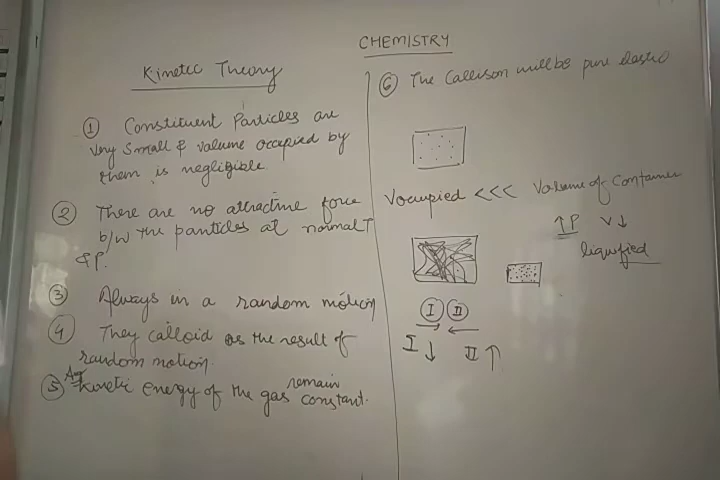 CHEMISTRY
Kinetic Theory
① Constituent Particles are
very small & volume occupied by
them is negligible
② There are no attractive force
b/w the particles at normal T
& P.
③ Always in a random motion
④ They calloid as the result of
random motion.
⑤ Avg kinetic energy of the gas remain constant.
⑥ The Callison will be pure elastic
Voccupied <<< Volume of Container
↑P V↓
liquified
I II
I ↓ II ↑